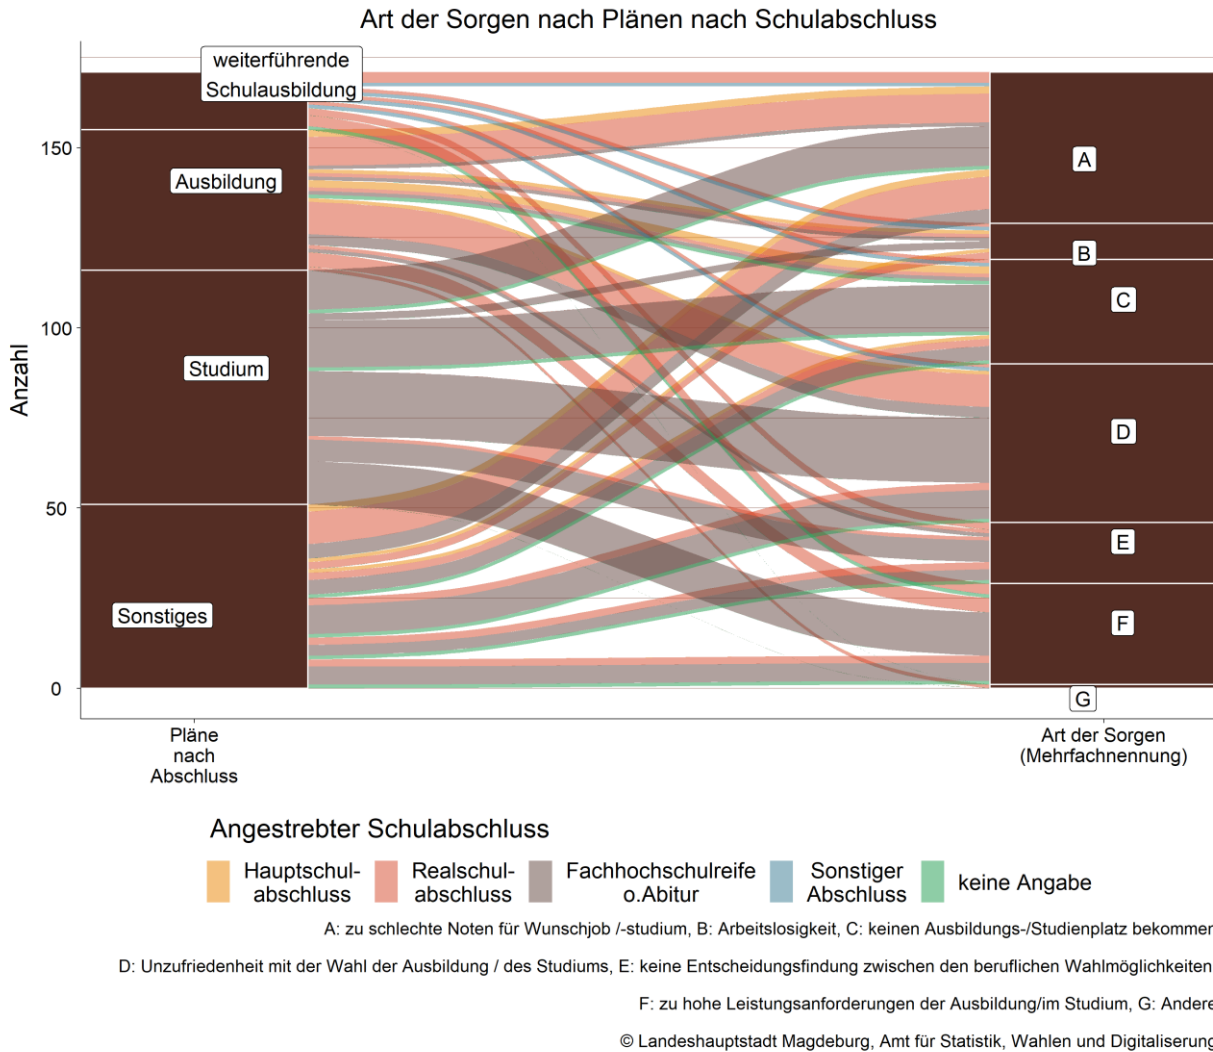 Art der Sorgen nach Plänen nach Schulabschluss
weiterführende
Schulausbildung
150
A
Ausbildung
B
C
100
Studium
Anzahl
D
50
E
Sonstiges
F
0
G
Pläne
nach
Abschluss
Art der Sorgen
(Mehrfachnennung)
Angestrebter Schulabschluss
Hauptschul-
abschluss
Realschul-
abschluss
Fachhochschulreife
o.Abitur
Sonstiger
Abschluss
keine Angabe
A: zu schlechte Noten für Wunschjob /-studium, B: Arbeitslosigkeit, C: keinen Ausbildungs-/Studienplatz bekommen
D: Unzufriedenheit mit der Wahl der Ausbildung / des Studiums, E: keine Entscheidungsfindung zwischen den beruflichen Wahlmöglichkeiten
F: zu hohe Leistungsanforderungen der Ausbildung/im Studium, G: Andere
© Landeshauptstadt Magdeburg, Amt für Statistik, Wahlen und Digitalisierung